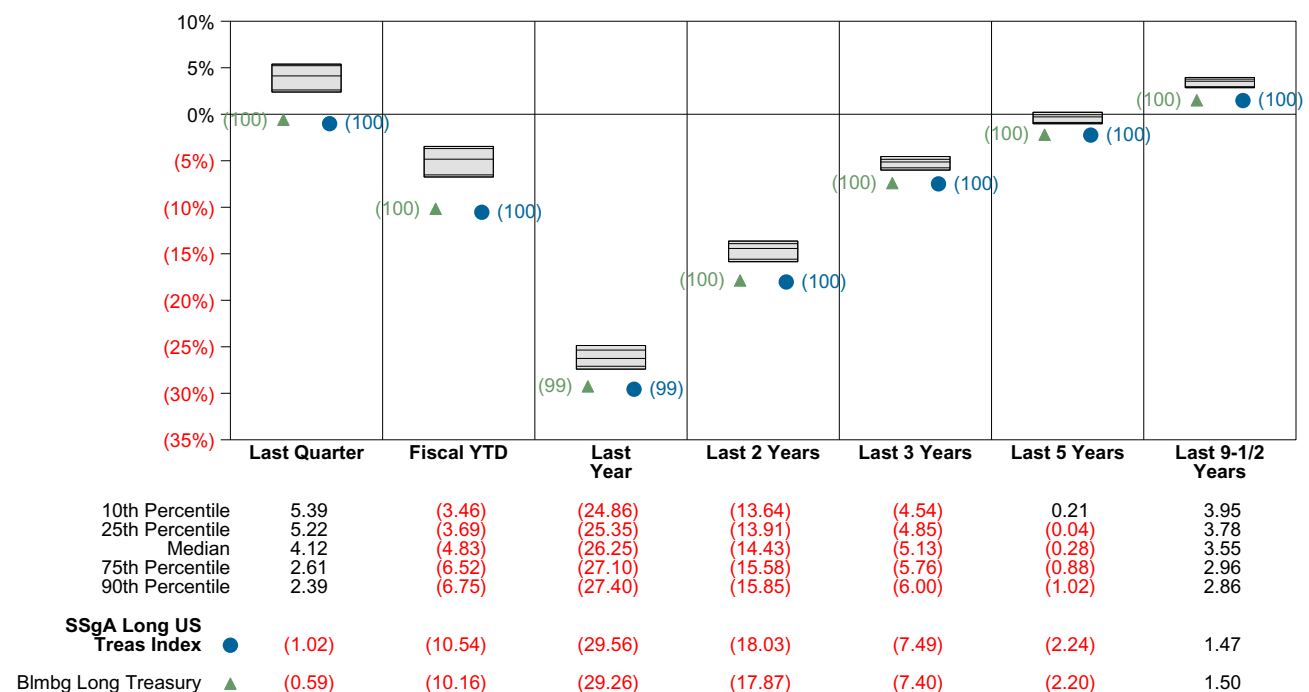 10%
5%
0%
(5%)
(10%)
(15%)
(20%)
(25%)
(30%)
(35%)
(100) (100)
(100) (100)
(99) (99)
(100) (100)
(100) (100)
(100) (100)
(100) (100)
Last Quarter Fiscal YTD Last Last 2 Years Last 3 Years Last 5 Years Last 9-1/2
Year Years
10th Percentile 5.39 (3.46) (24.86) (13.64) (4.54) 0.21 3.95
25th Percentile 5.22 (3.69) (25.35) (13.91) (4.85) (0.04) 3.78
Median 4.12 (4.83) (26.25) (14.43) (5.13) (0.28) 3.55
75th Percentile 2.61 (6.52) (27.10) (15.58) (5.76) (0.88) 2.96
90th Percentile 2.39 (6.75) (27.40) (15.85) (6.00) (1.02) 2.86
SSgA Long US
Treas Index (1.02) (10.54) (29.56) (18.03) (7.49) (2.24) 1.47
Blmbg Long Treasury (0.59) (10.16) (29.26) (17.87) (7.40) (2.20) 1.50